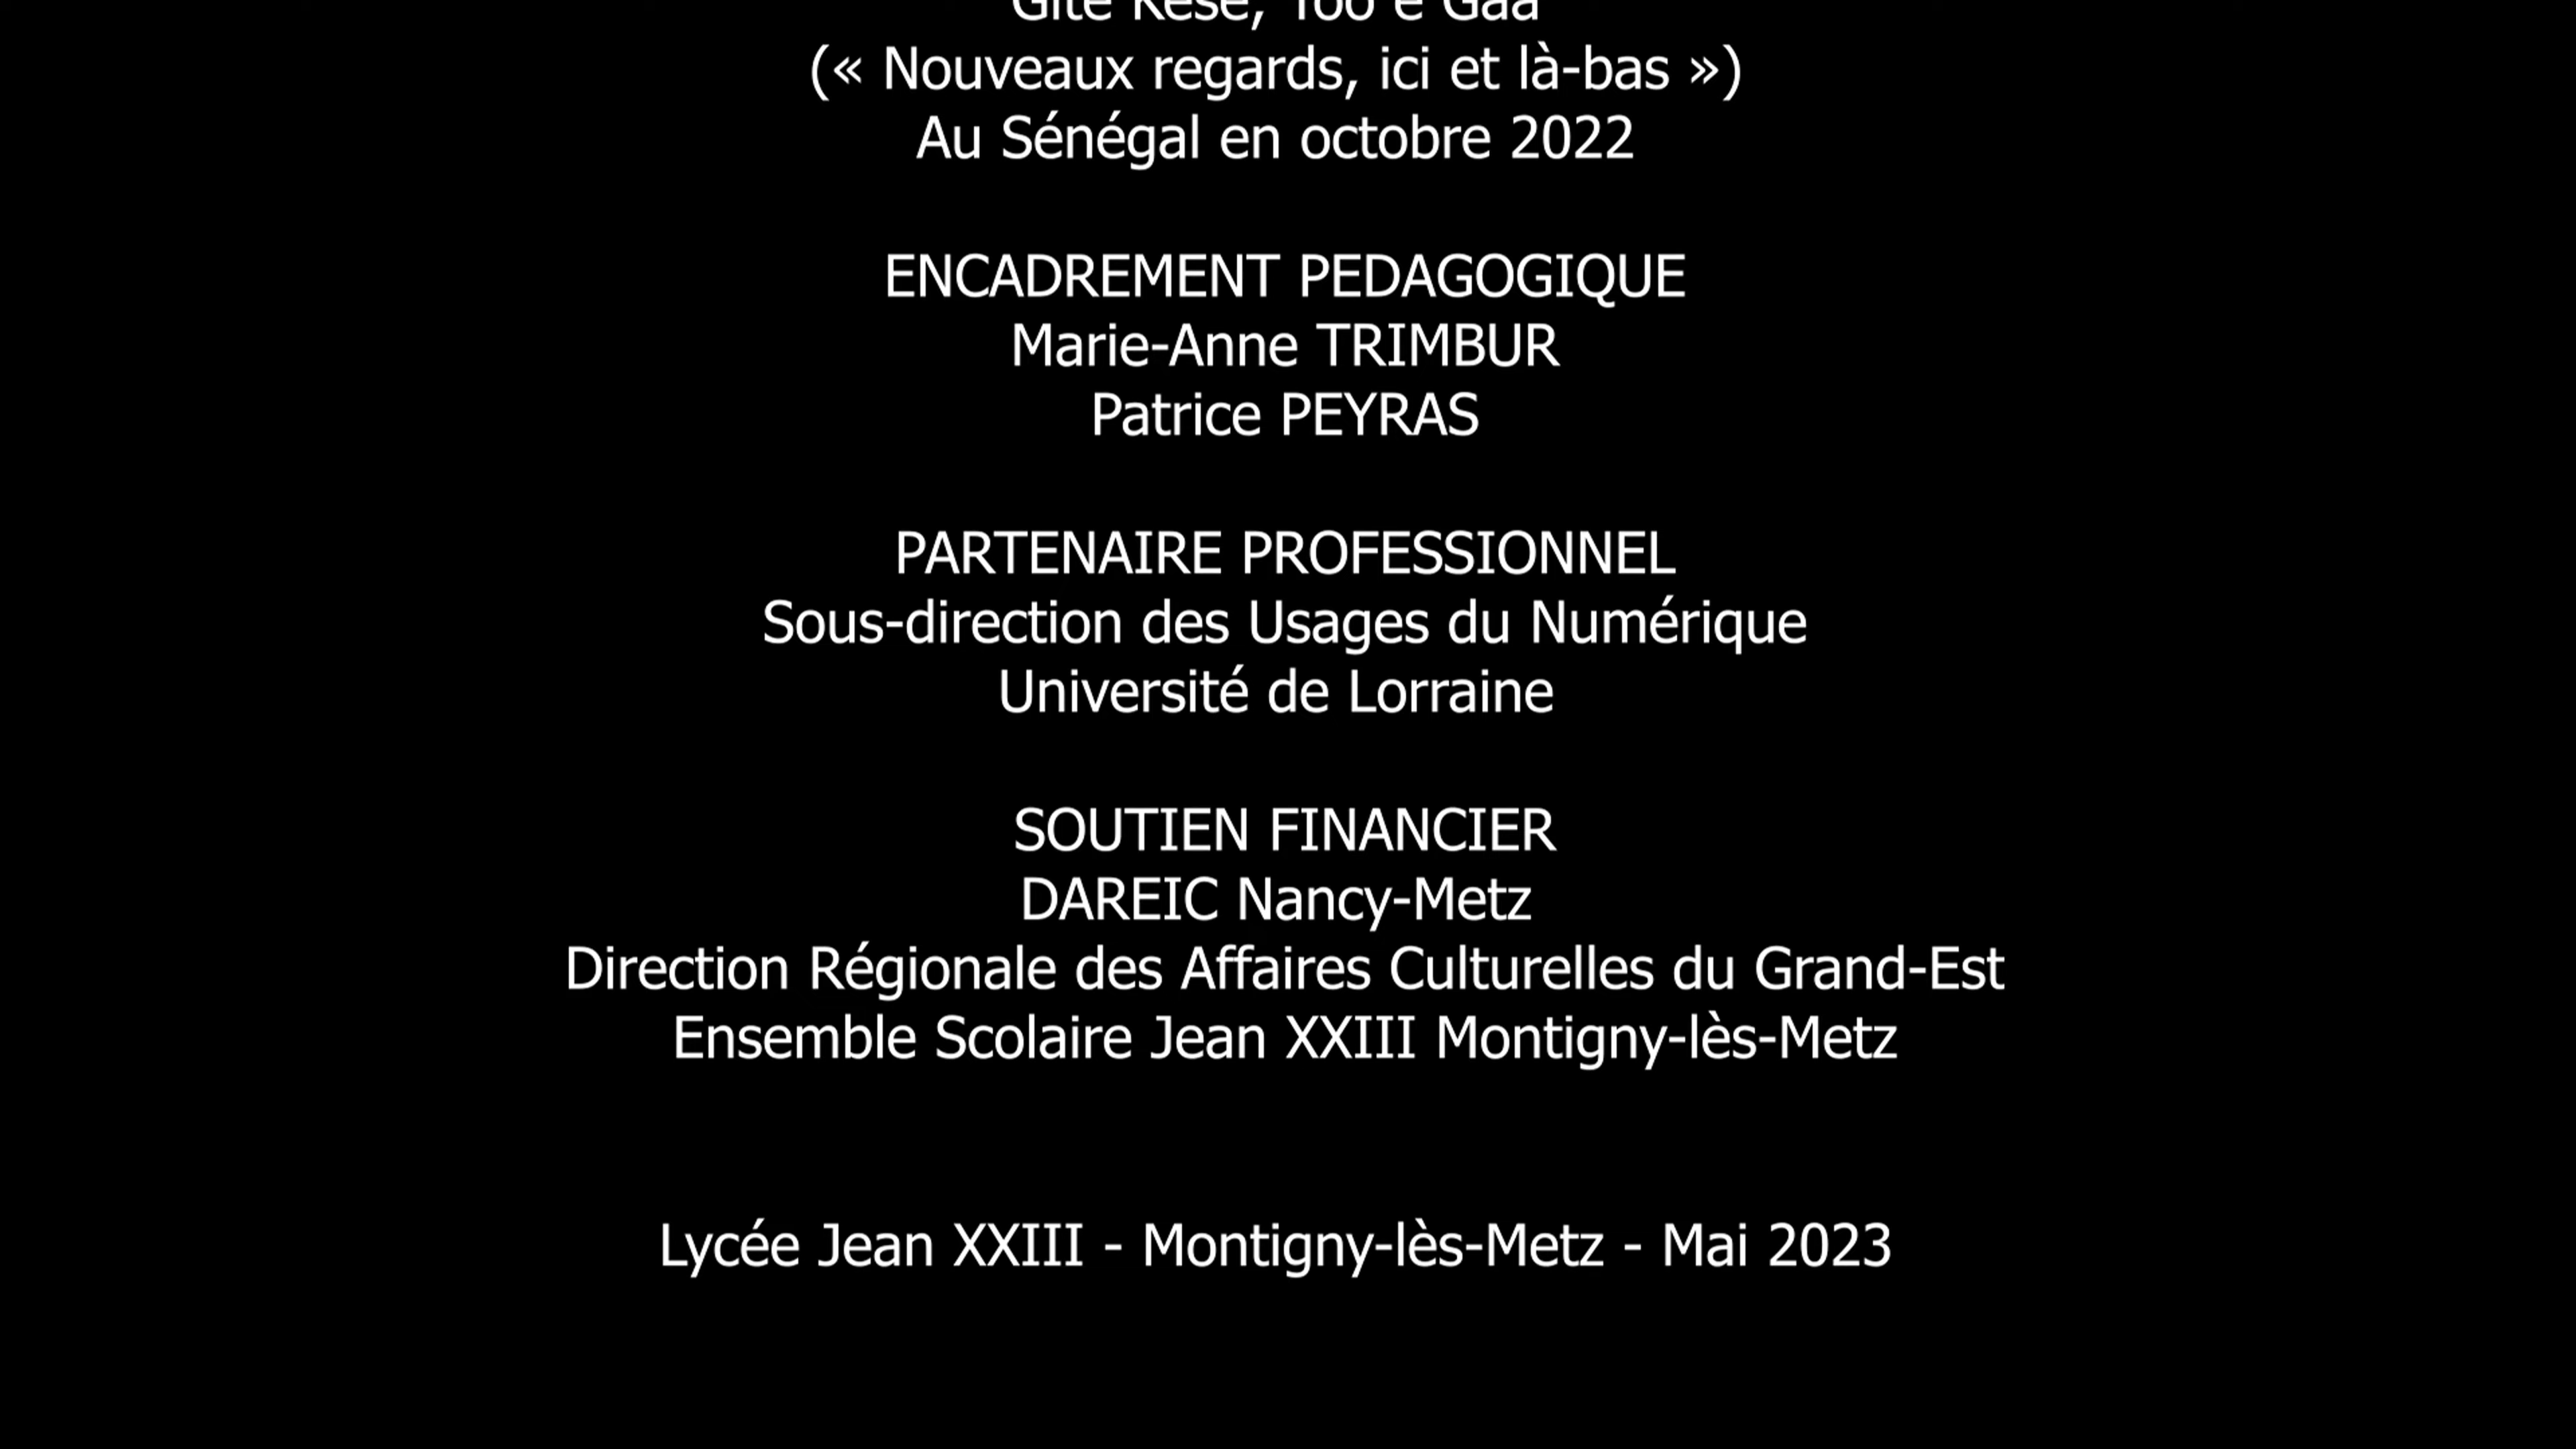 (« Nouveaux regards, ici et là-bas »)
Au Sénégal en octobre 2022
ENCADREMENT PEDAGOGIQUE
Marie-Anne TRIMBUR
Patrice PEYRAS
PARTENAIRE PROFESSIONNEL
Sous-direction des Usages du Numérique
Université de Lorraine
SOUTIEN FINANCIER
DAREIC Nancy-Metz
Direction Régionale des Affaires Culturelles du Grand-Est
Ensemble Scolaire Jean XXIII Montigny-lès-Metz
Lycée Jean XXIII - Montigny-lès-Metz - Mai 2023